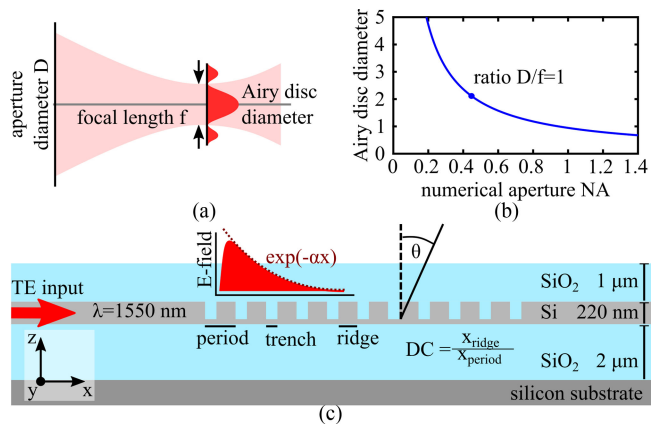 aperture
diameter D
focal length f
Airy disc
diameter
(a)
Airy disc diameter
5
4
3
2
1
0
ratio D/f=1
0 0.2 0.4 0.6 0.8 1 1.2 1.4
numerical aperture NA
(b)
E-field
exp(-αx)
θ
TE input
λ=1550 nm
SiO₂ 1 μm
Si 220 nm
period trench ridge
DC = x_ridge / x_period
SiO₂ 2 μm
z
y x
silicon substrate
(c)